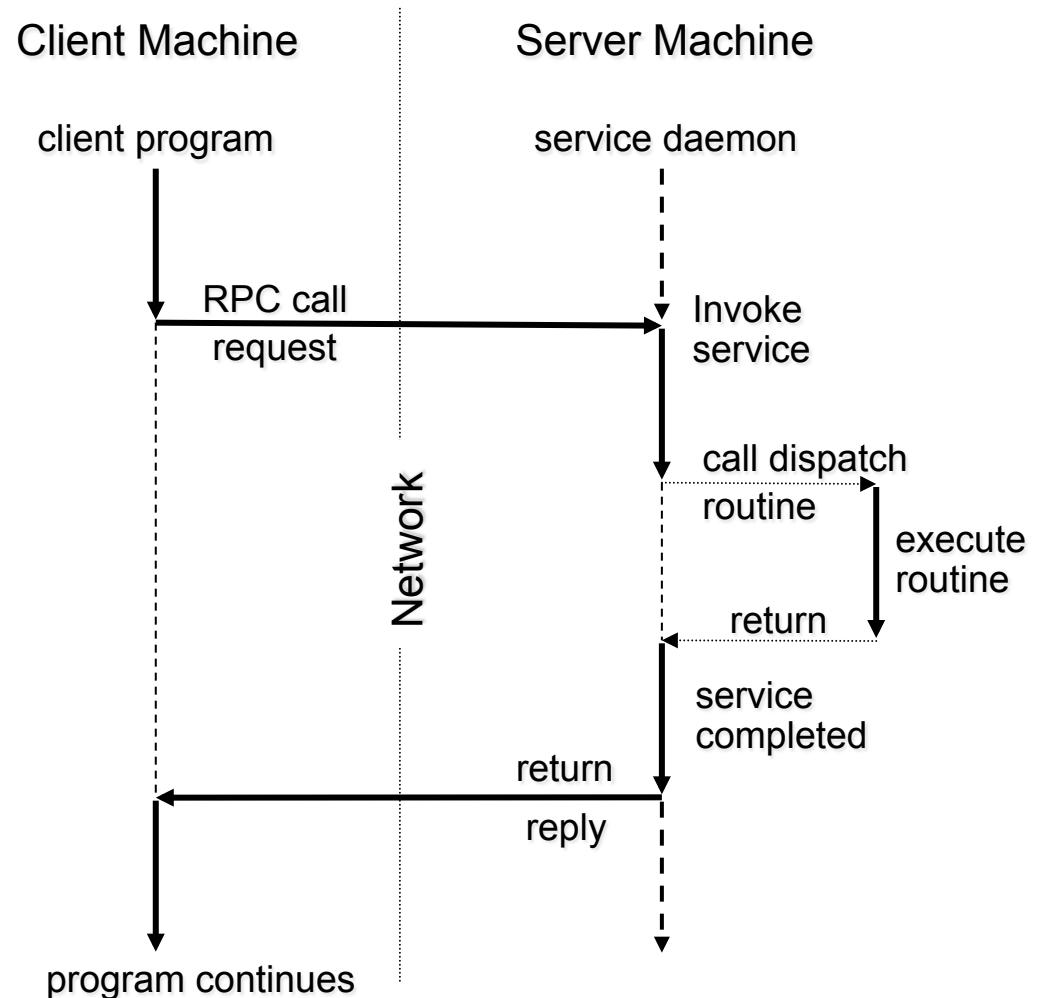 Client Machine
Server Machine
client program
service daemon
RPC call
request
Invoke
service
call dispatch
routine
execute
routine
Network
return
service
completed
return
reply
program continues